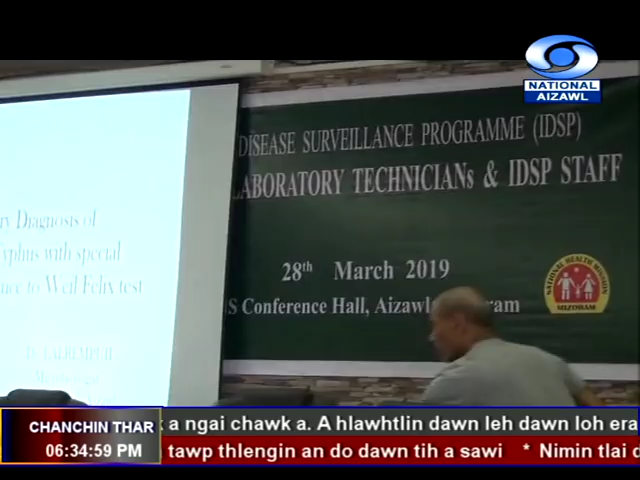 NATIONAL
AIZAWL
DISEASE SURVEILLANCE PROGRAMME (IDSP)
LABORATORY TECHNICIANs & IDSP STAFF
28th March 2019
S Conference Hall, Aizawl
NATIONAL HEALTH MISSION
MIZORAM
Diagnosis of
with special
to Weil Felix test
CHANCHIN THAR
06:34:59 PM
a ngai chawk a. A hlawhtlin dawn leh dawn loh era
tawp thlengin an do dawn tih a sawi * Nimin tlai d